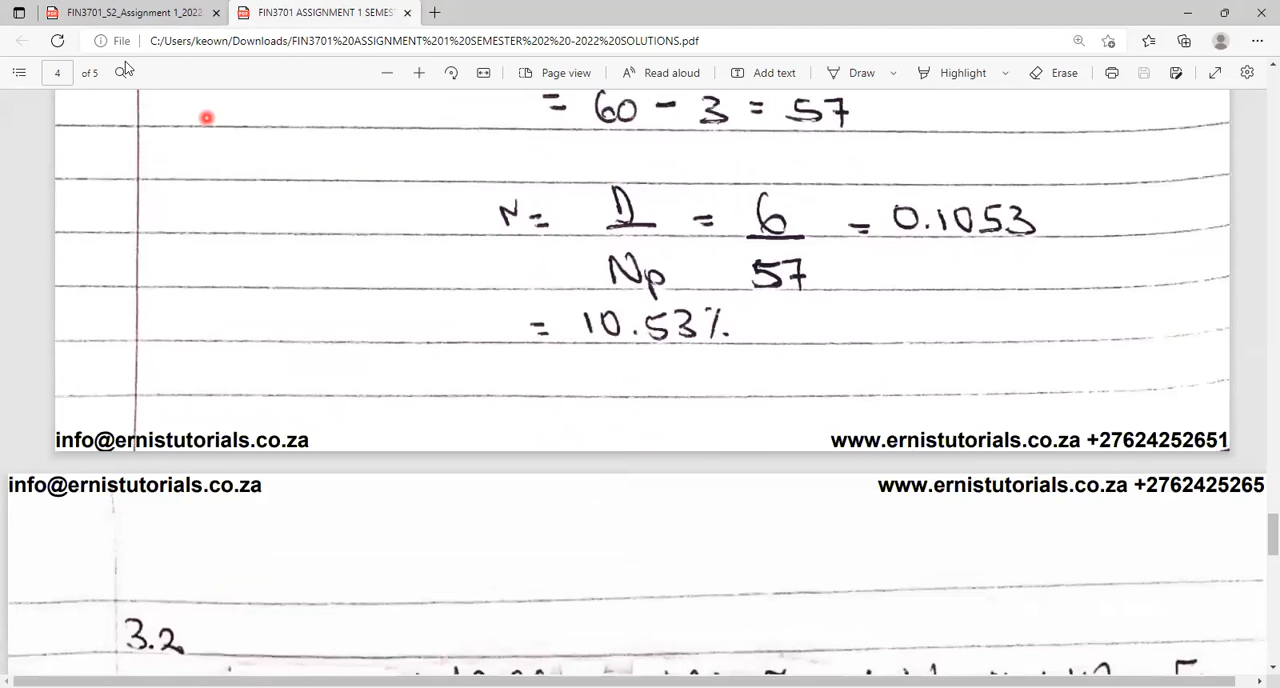 FIN3701_S2_Assignment 1_2022
FIN3701 ASSIGNMENT 1 SEMES
File C:/Users/keown/Downloads/FIN3701%20ASSIGNMENT%201%20SEMESTER%202%20-2022%20SOLUTIONS.pdf
4 of 5 Page view Read aloud Add text Draw Highlight Erase
= 60 - 3 = 57
r = D/Np = 6/57 = 0.1053
= 10.53%
info@ernistutorials.co.za www.ernistutorials.co.za +27624252651
info@ernistutorials.co.za www.ernistutorials.co.za +2762425265
3.2